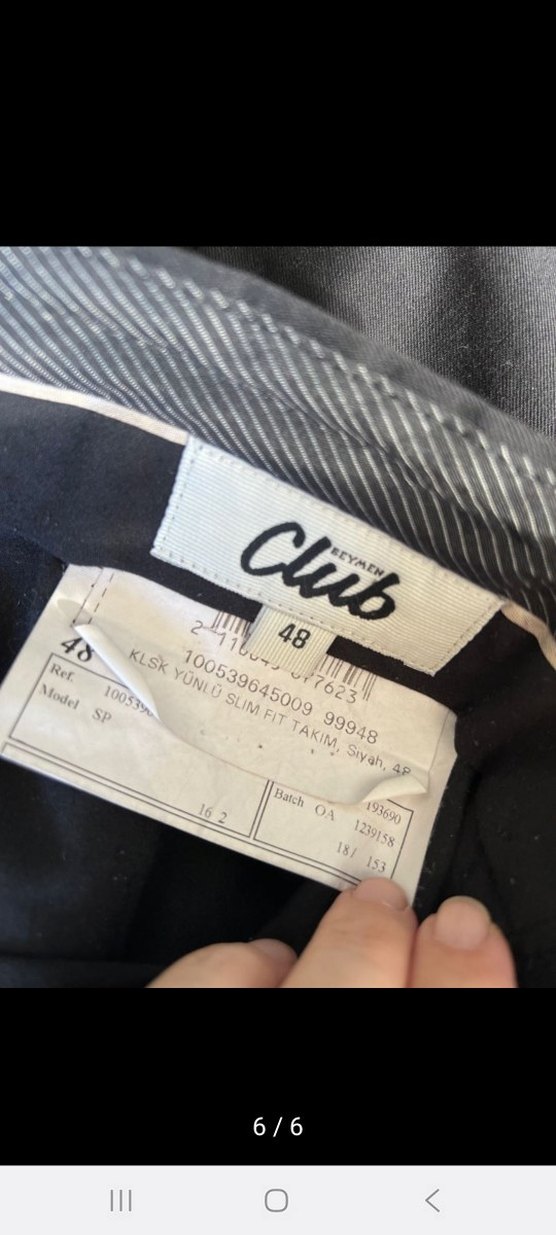 BEYMEN
Club
48
48
100539645009 99948
KLSK YÜNLÜ SLIM FIT TAKIM, Siyah, 48
Ref.
Model SP
Batch OA 193690
1239158
16 2
18/ 153
6 / 6